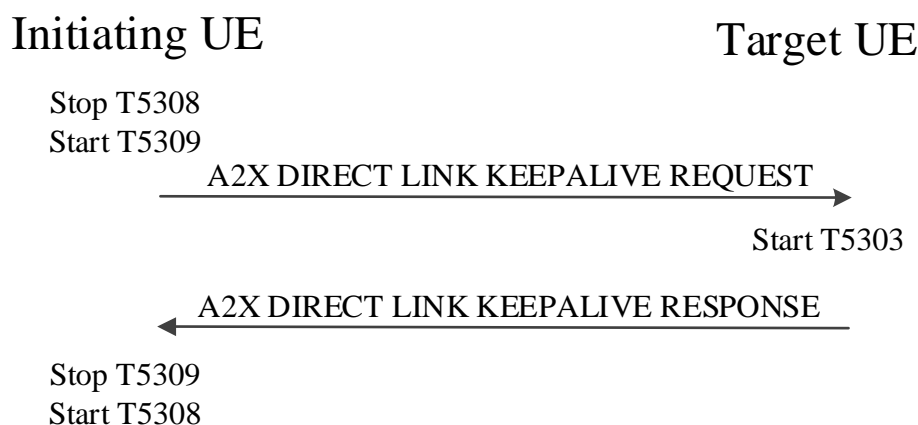 Initiating UE
Target UE
Stop T5308
Start T5309
A2X DIRECT LINK KEEPALIVE REQUEST
Start T5303
A2X DIRECT LINK KEEPALIVE RESPONSE
Stop T5309
Start T5308